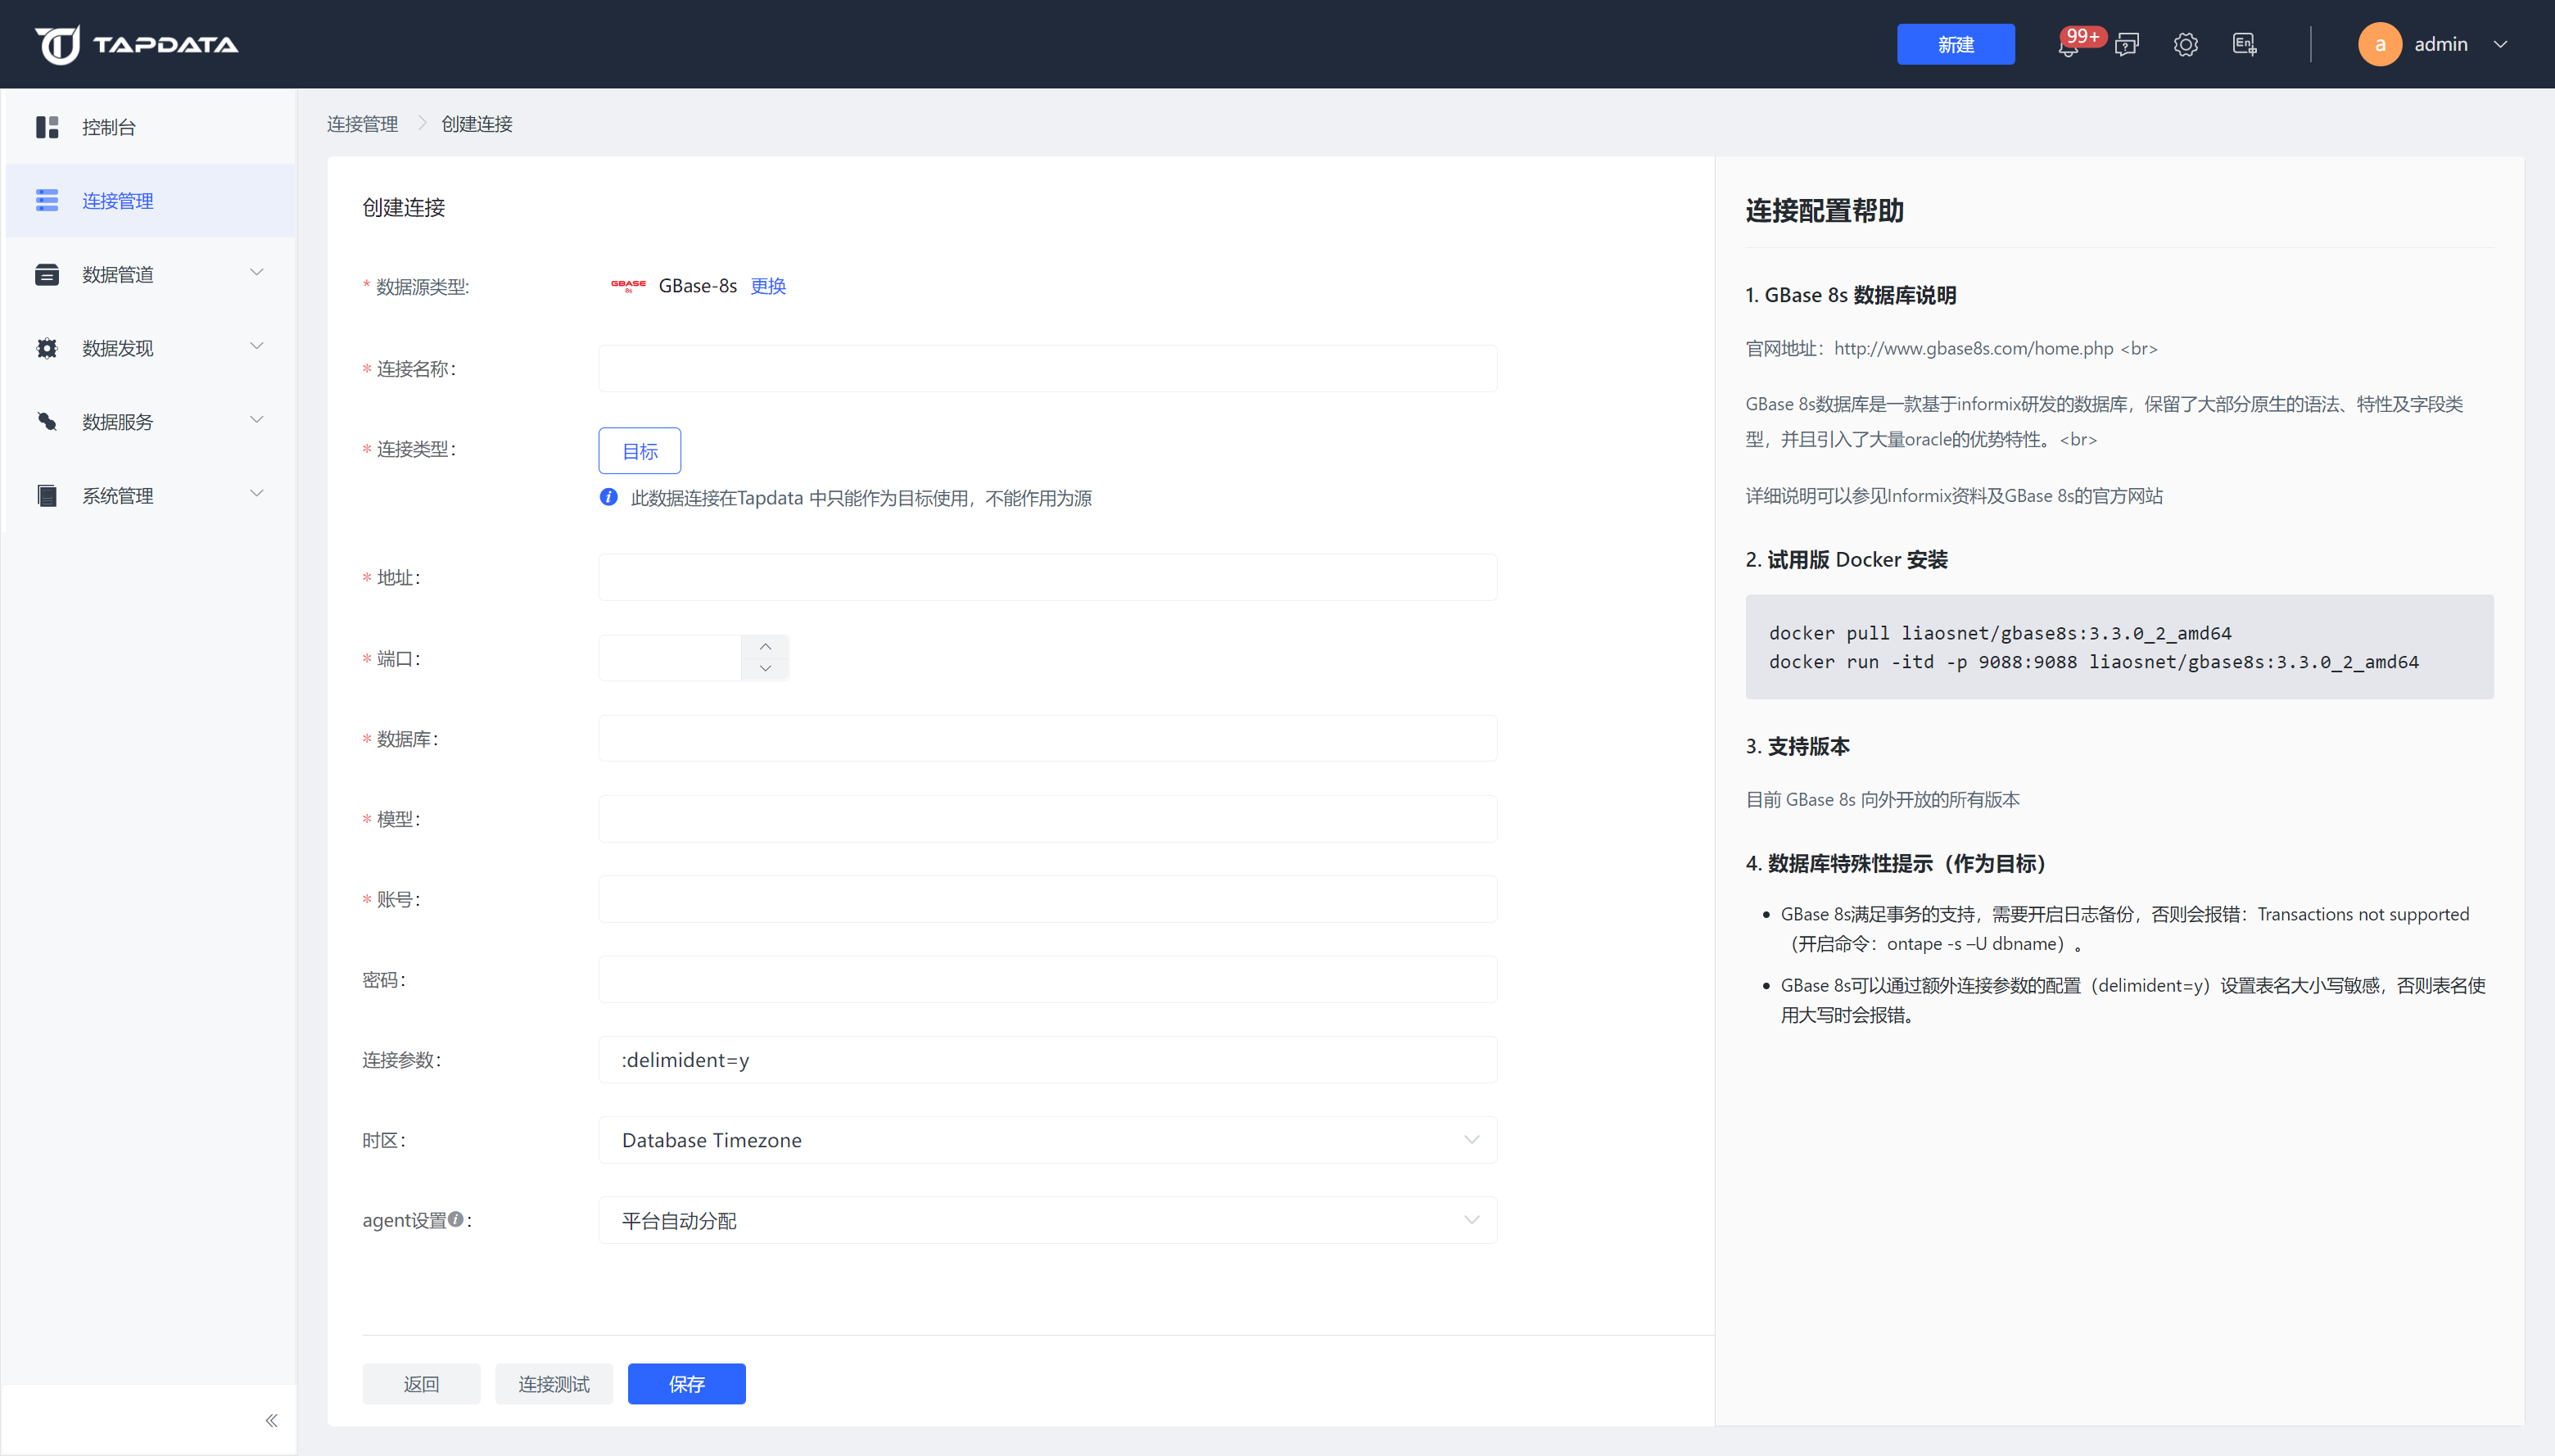 TAPDATA
新建
99+
En
a
admin
控制台
连接管理
数据管道
数据发现
数据服务
系统管理
连接管理
创建连接
创建连接
* 数据源类型:
GBASE
8s
GBase-8s 更换
* 连接名称:
* 连接类型:
目标
此数据连接在Tapdata 中只能作为目标使用，不能作用为源
* 地址:
* 端口:
* 数据库:
* 模型:
* 账号:
密码:
连接参数:
:delimident=y
时区:
Database Timezone
agent设置 :
平台自动分配
返回
连接测试
保存
连接配置帮助
1. GBase 8s 数据库说明
官网地址：http://www.gbase8s.com/home.php <br>
GBase 8s数据库是一款基于informix研发的数据库，保留了大部分原生的语法、特性及字段类
型，并且引入了大量oracle的优势特性。<br>
详细说明可以参见Informix资料及GBase 8s的官方网站
2. 试用版 Docker 安装
docker pull liaosnet/gbase8s:3.3.0_2_amd64
docker run -itd -p 9088:9088 liaosnet/gbase8s:3.3.0_2_amd64
3. 支持版本
目前 GBase 8s 向外开放的所有版本
4. 数据库特殊性提示（作为目标）
• GBase 8s满足事务的支持，需要开启日志备份，否则会报错：Transactions not supported
（开启命令：ontape -s –U dbname）。
• GBase 8s可以通过额外连接参数的配置（delimident=y）设置表名大小写敏感，否则表名使
用大写时会报错。